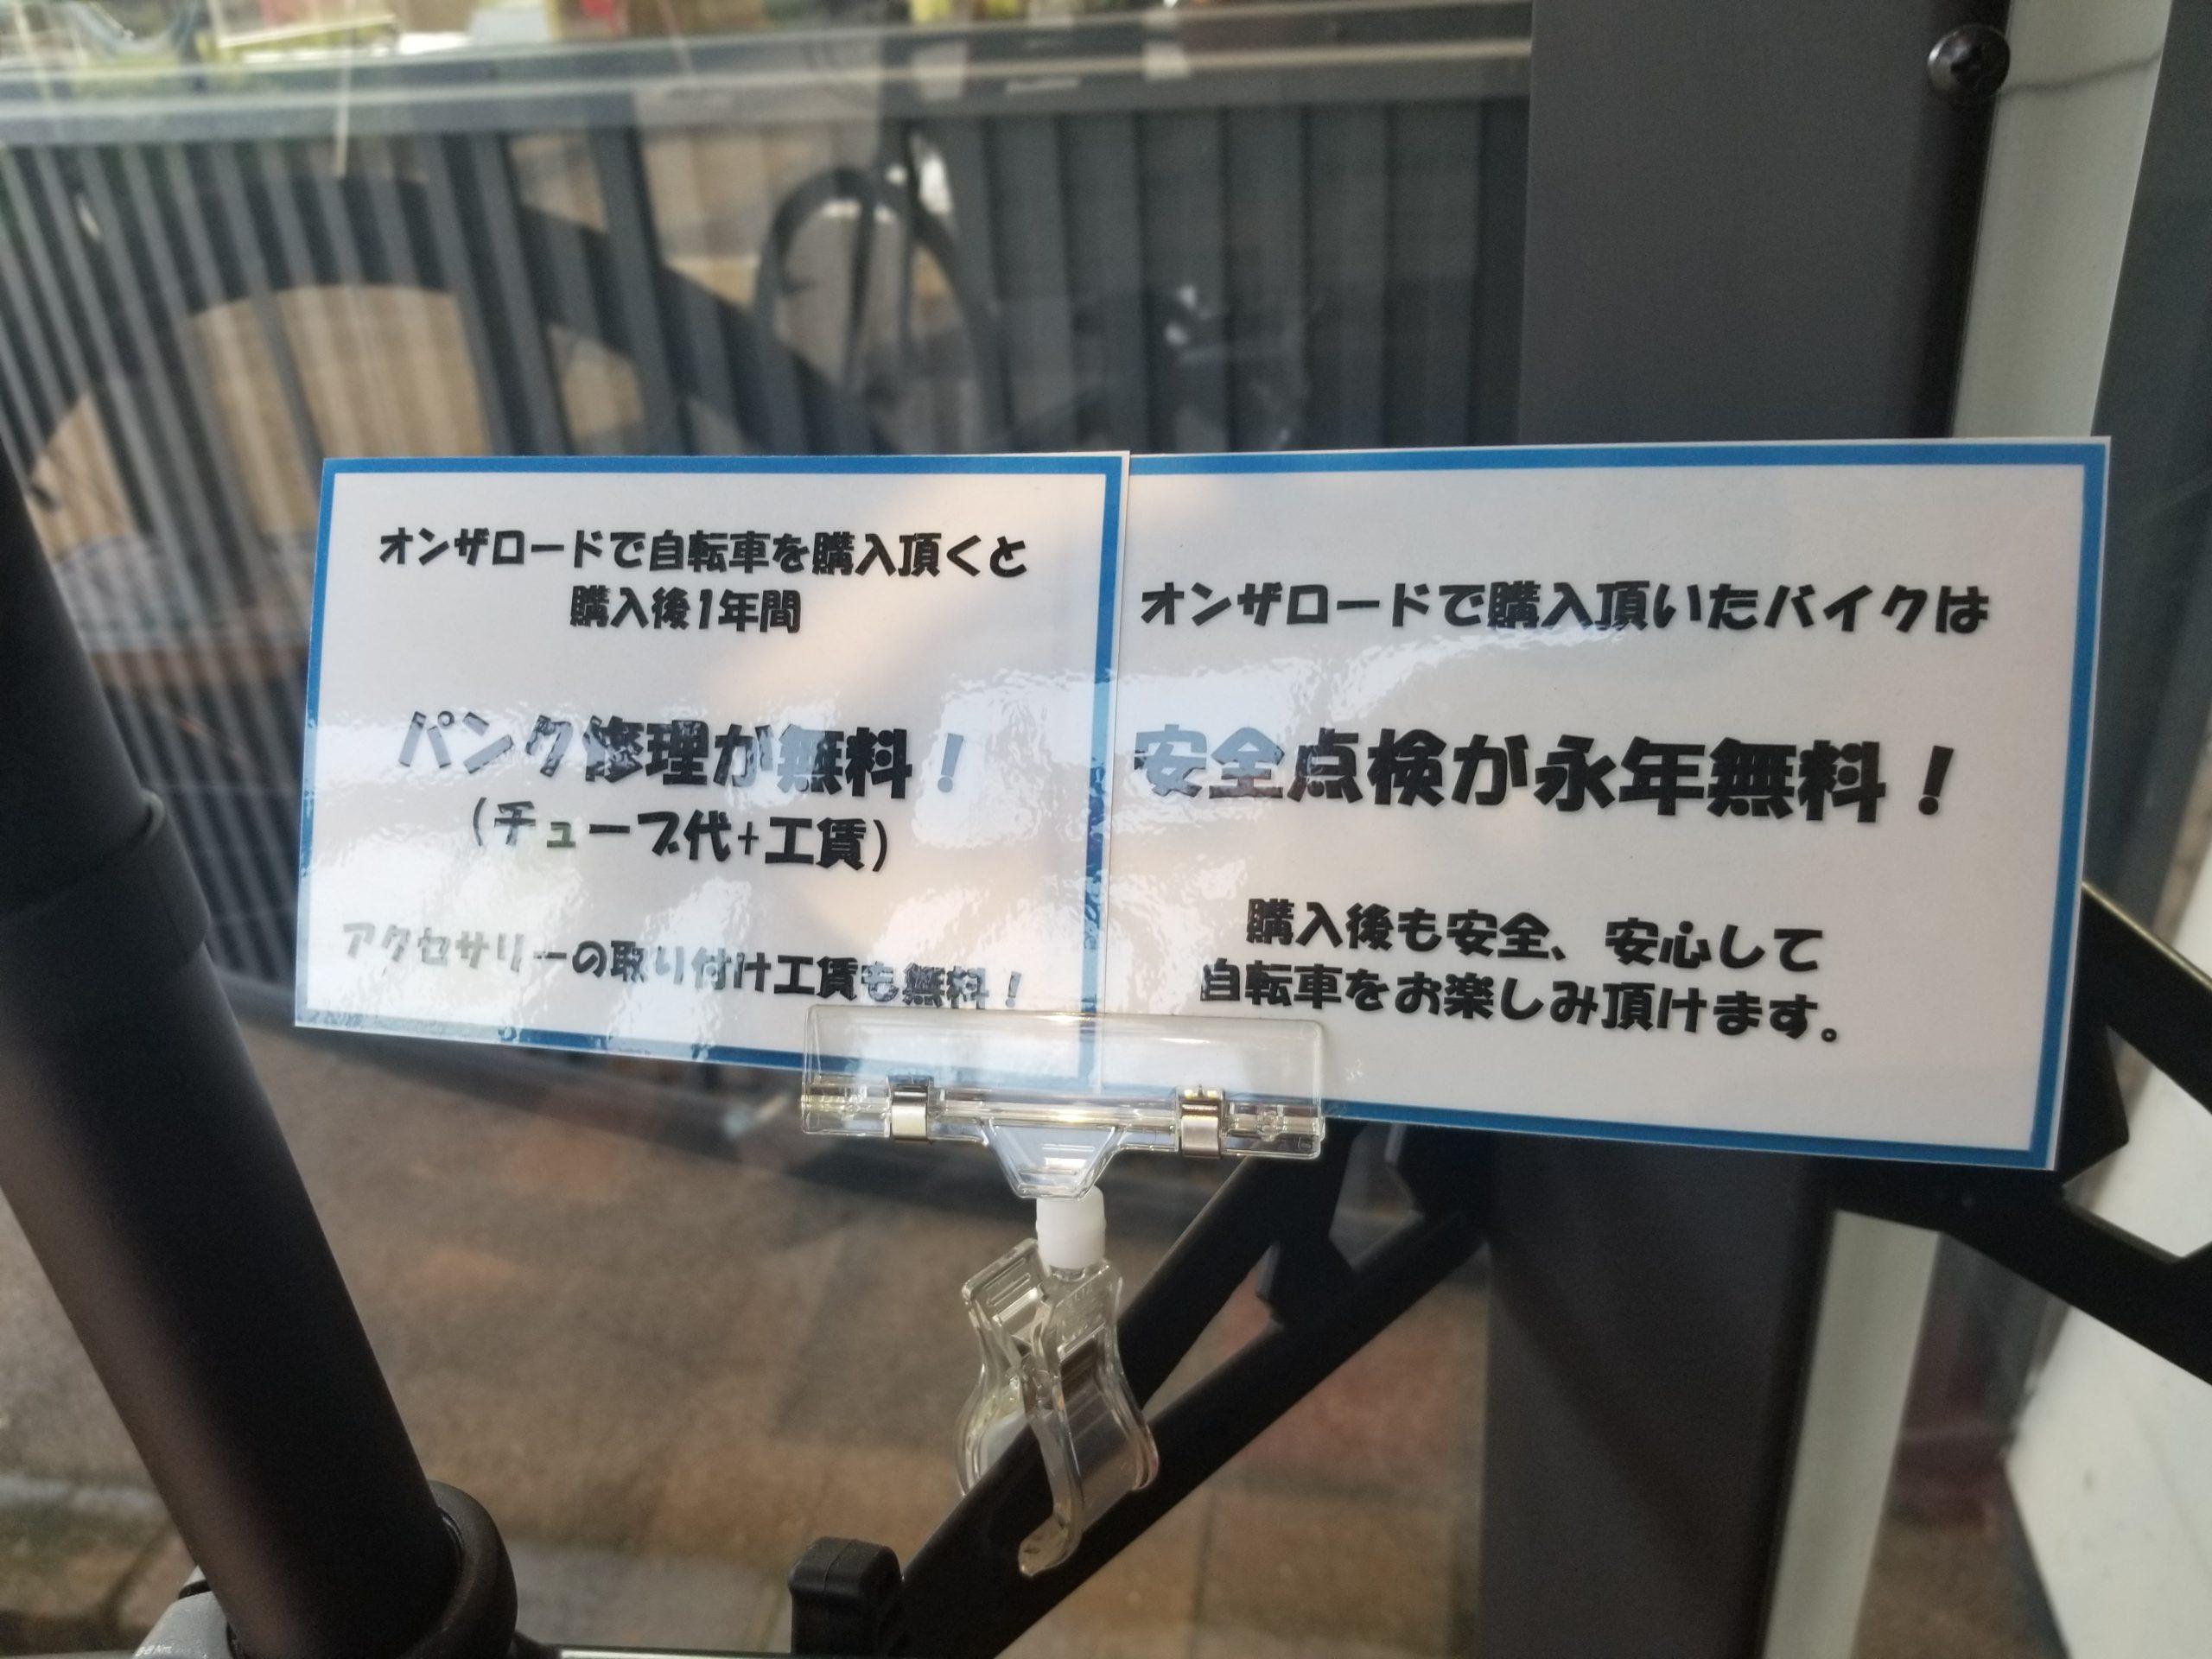 オンザロードで自転車を購入頂くと
購入後1年間
パンク修理が無料！
(チューブ代+工賃)
アクセサリーの取り付け工賃も無料！
オンザロードで購入頂いたバイクは
安全点検が永年無料！
購入後も安全、安心して
自転車をお楽しみ頂けます。